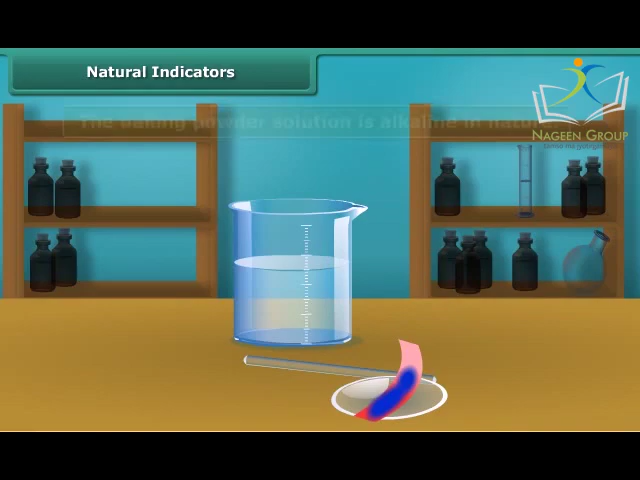 Natural Indicators
The baking powder solution is alkaline in nature
NAGEEN GROUP